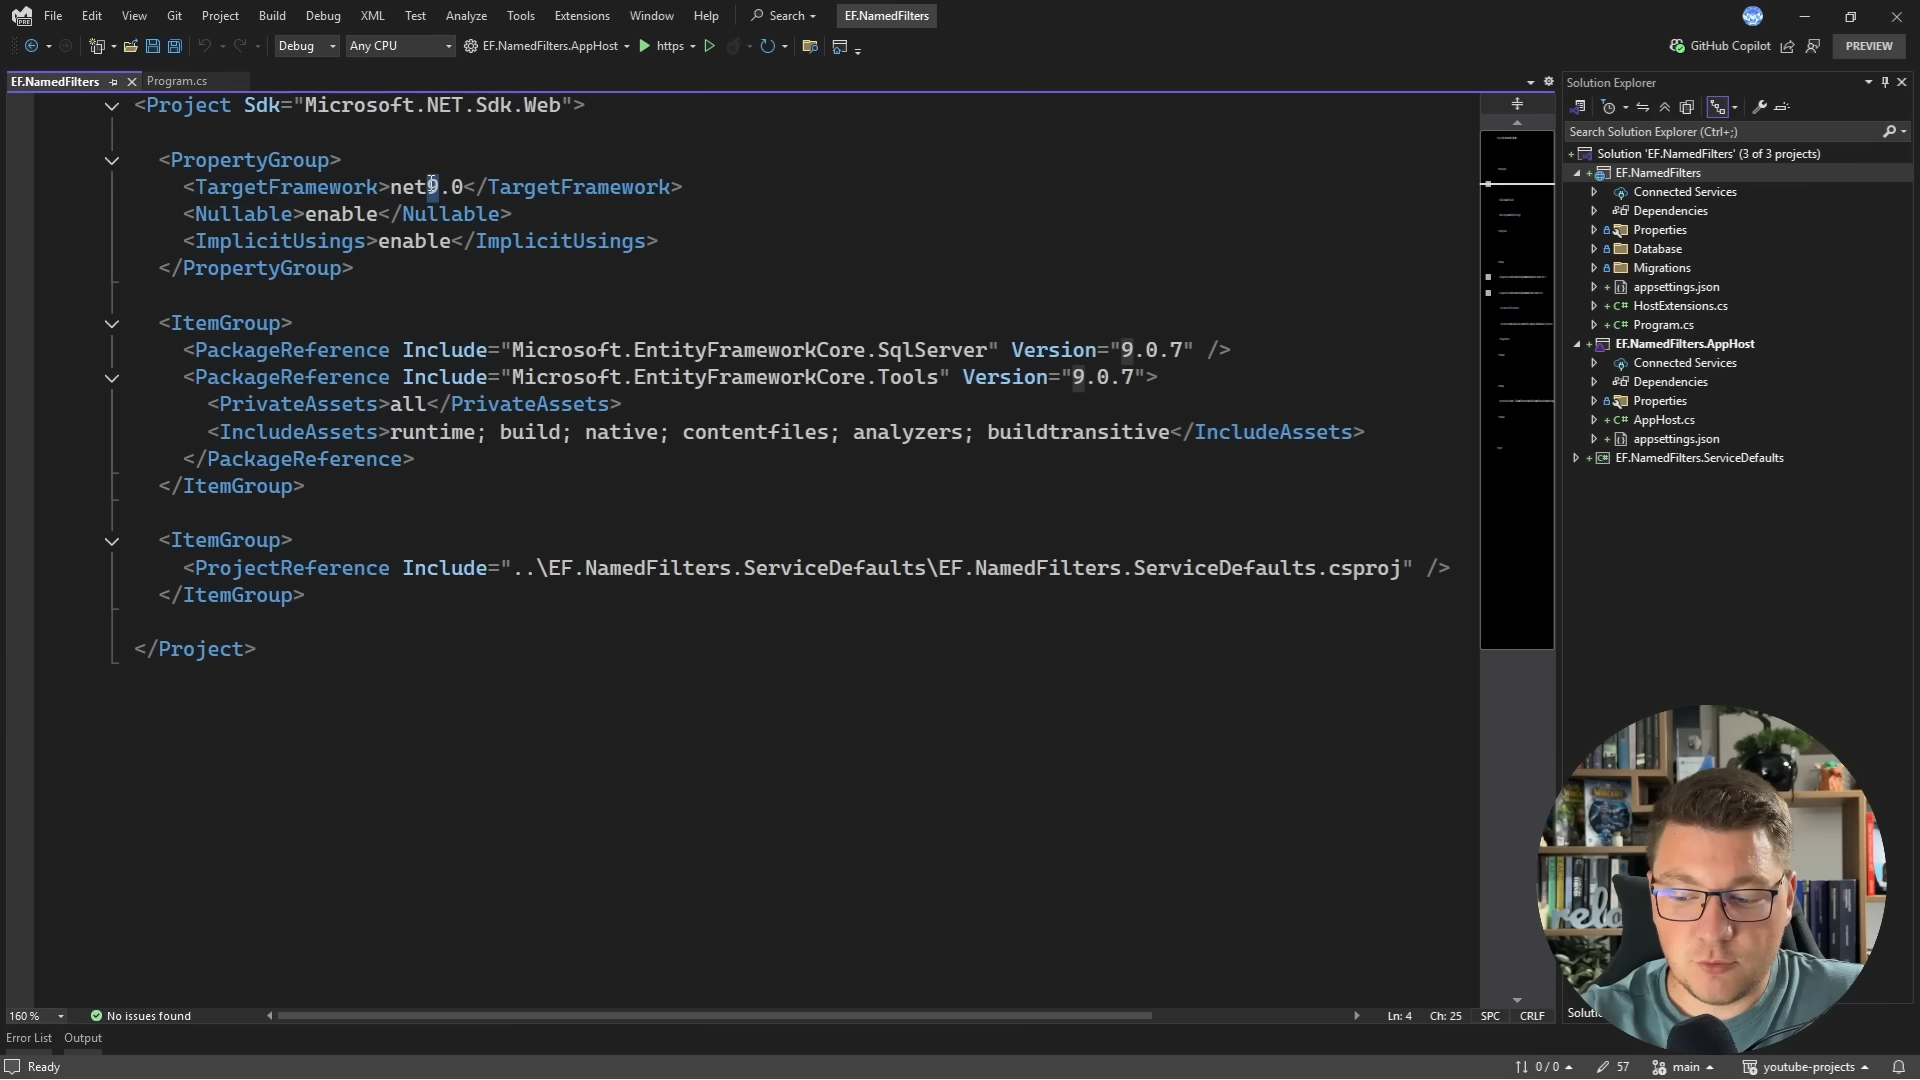 File Edit View Git Project Build Debug XML Test Analyze Tools Extensions Window Help Search EF.NamedFilters
Debug Any CPU EF.NamedFilters.AppHost https GitHub Copilot PREVIEW
EF.NamedFilters Program.cs
<Project Sdk="Microsoft.NET.Sdk.Web">
<PropertyGroup>
<TargetFramework>net9.0</TargetFramework>
<Nullable>enable</Nullable>
<ImplicitUsings>enable</ImplicitUsings>
</PropertyGroup>
<ItemGroup>
<PackageReference Include="Microsoft.EntityFrameworkCore.SqlServer" Version="9.0.7" />
<PackageReference Include="Microsoft.EntityFrameworkCore.Tools" Version="9.0.7">
<PrivateAssets>all</PrivateAssets>
<IncludeAssets>runtime; build; native; contentfiles; analyzers; buildtransitive</IncludeAssets>
</PackageReference>
</ItemGroup>
<ItemGroup>
<ProjectReference Include="..\EF.NamedFilters.ServiceDefaults\EF.NamedFilters.ServiceDefaults.csproj" />
</ItemGroup>
</Project>
Solution Explorer
Search Solution Explorer (Ctrl+;)
Solution 'EF.NamedFilters' (3 of 3 projects)
EF.NamedFilters
Connected Services
Dependencies
Properties
Database
Migrations
appsettings.json
C# HostExtensions.cs
C# Program.cs
EF.NamedFilters.AppHost
Connected Services
Dependencies
Properties
C# AppHost.cs
appsettings.json
EF.NamedFilters.ServiceDefaults
160 % No issues found Ln: 4 Ch: 25 SPC CRLF
Error List Output
Ready 0 / 0 57 main youtube-projects